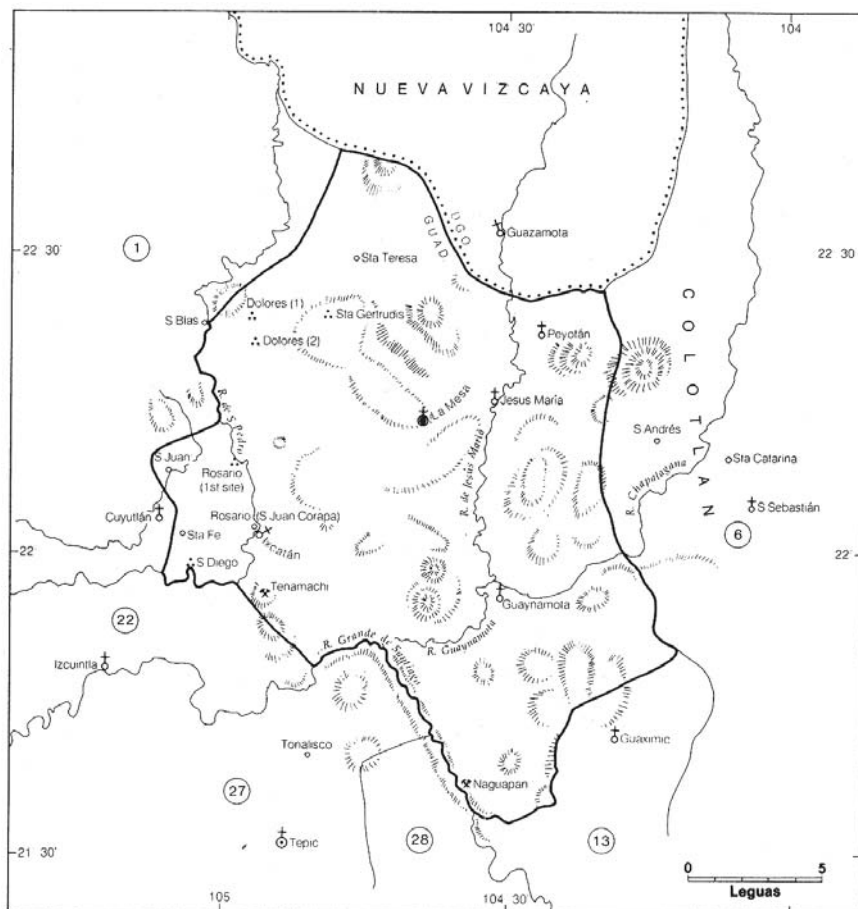 104 30'
104
NUEVA VIZCAYA
DGO.
GUAD
Guazamota
1
22 30'
22 30
Sta Teresa
COLOTLAN
S Blas
Dolores (1)
Sta Gertrudis
Dolores (2)
Peyotán
R. de S Pedro
La Mesa
Jesus María
S Andrés
S Juan
Rosario
(1st site)
R. de Jesus María
R. Chapalagana
Sta Catarina
Cuyutlán
Rosario (S Juan Corapa)
S Sebastián
Sta Fe
Ixcatán
6
22
22
S Diego
Tenamachi
Guaynamota
22
R. Grande de Santiago
R. Guaynamota
Izcuintla
Guaximic
Tonalisco
27
Naguapan
Tepic
28
13
21 30'
0 5
Leguas
105
104 30'